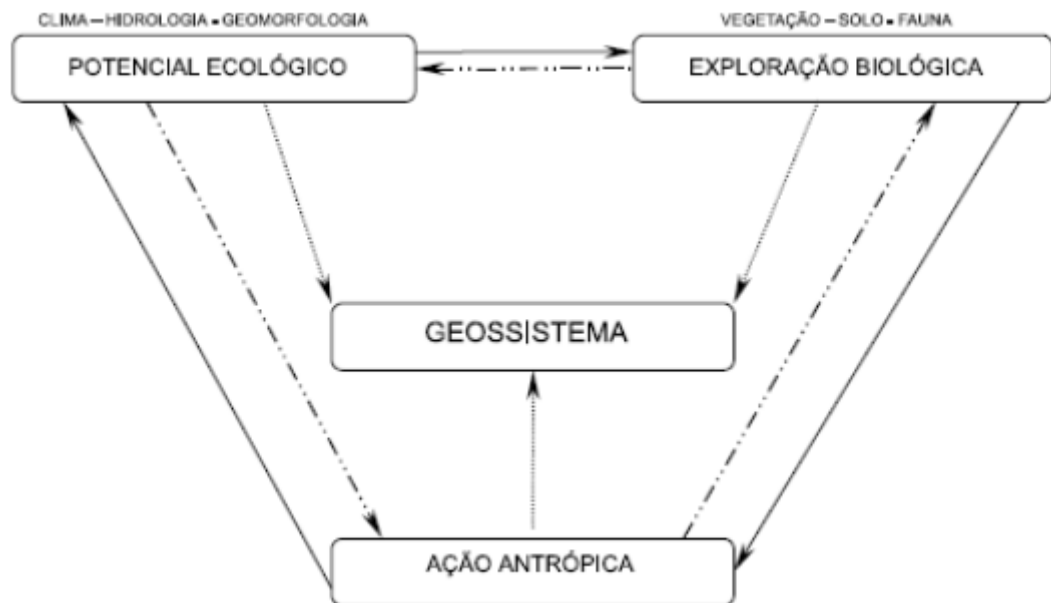 CLIMA – HIDROLOGIA - GEOMORFOLOGIA
VEGETAÇÃO – SOLO - FAUNA
POTENCIAL ECOLÓGICO
EXPLORAÇÃO BIOLÓGICA
GEOSSISTEMA
AÇÃO ANTRÓPICA